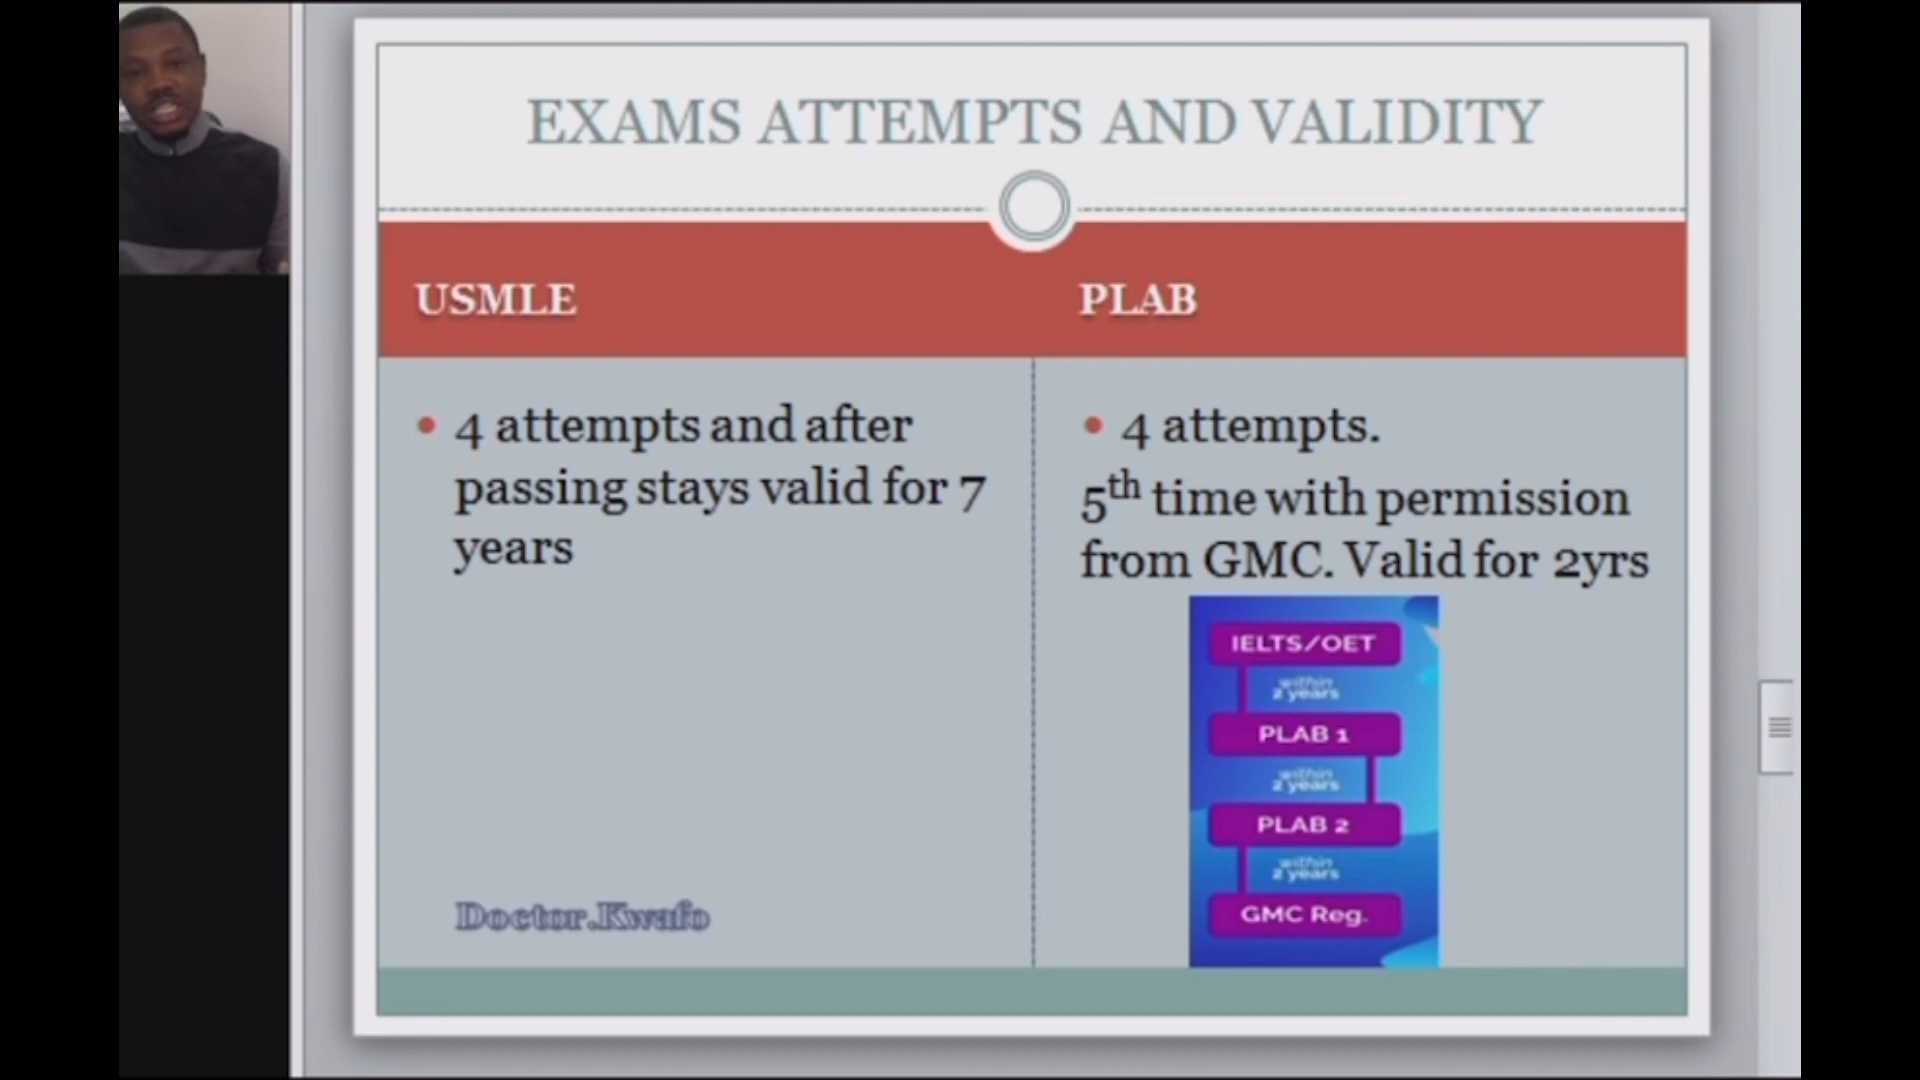 EXAMS ATTEMPTS AND VALIDITY
USMLE
PLAB
• 4 attempts and after
passing stays valid for 7
years
• 4 attempts.
5th time with permission
from GMC. Valid for 2yrs
IELTS/OET
within
2 years
PLAB 1
within
2 years
PLAB 2
within
2 years
GMC Reg.
Doctor.Kwafo